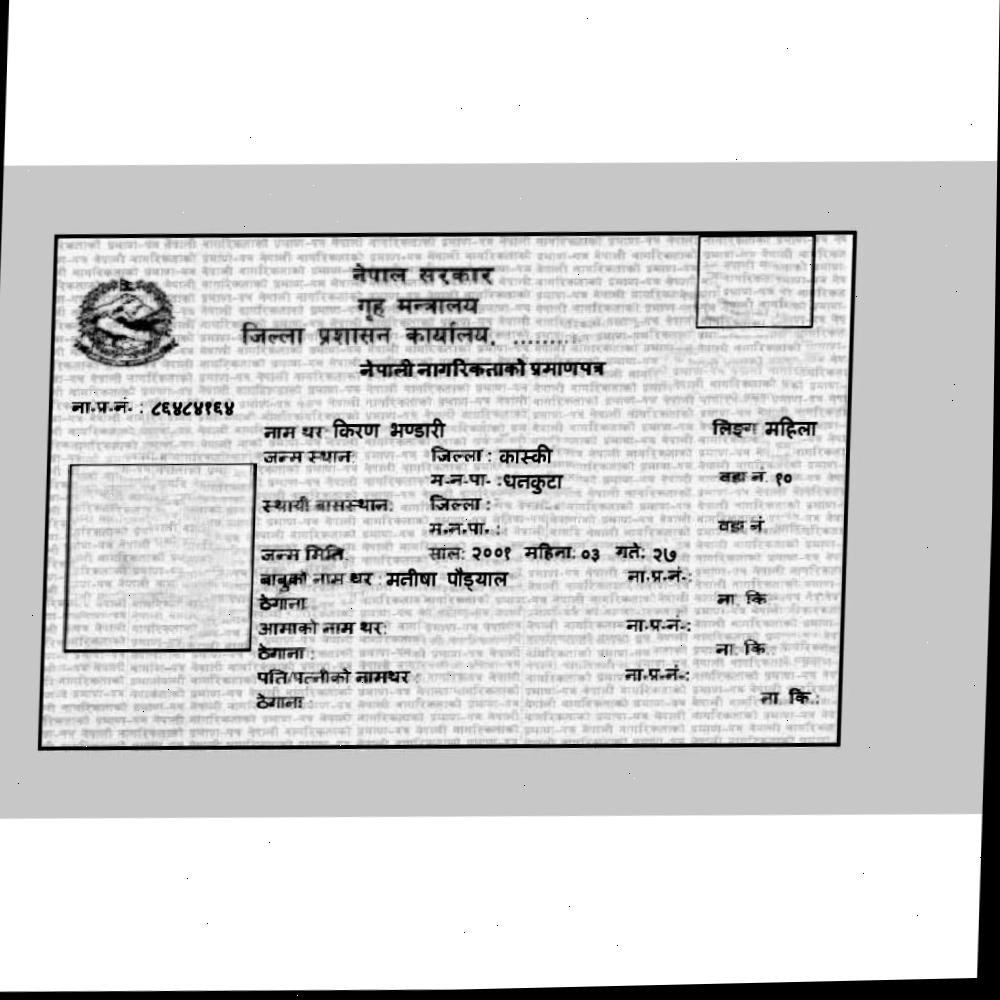 नेपाल सरकार
गृह मन्त्रालय
जिल्ला प्रशासन कार्यालय, ........
नेपाली नागरिकताको प्रमाणपत्र
ना.प्र.नं. : ८६४८४१६४
नाम थर: किरण भण्डारी लिङ्ग: महिला
जन्म स्थान: जिल्ला : कास्की
म.न.पा. : धनकुटा वडा नं. १०
स्थायी बासस्थान: जिल्ला :
म.न.पा. : वडा नं.
जन्म मिति: साल: २००१ महिना: ०३ गते: २७
बाबुको नाम थर : मनीषा पौड्याल ना.प्र.नं.:
ठेगाना : ना. कि.:
आमाको नाम थर: ना.प्र.नं.:
ठेगाना : ना. कि.:
पति/पत्नीको नामथर : ना.प्र.नं.:
ठेगाना : ना. कि.: